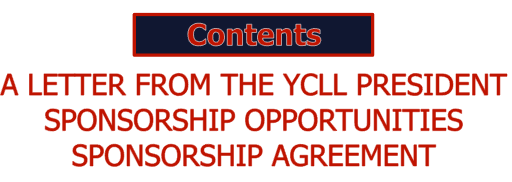 Contents
A LETTER FROM THE YCLL PRESIDENT
SPONSORSHIP OPPORTUNITIES
SPONSORSHIP AGREEMENT